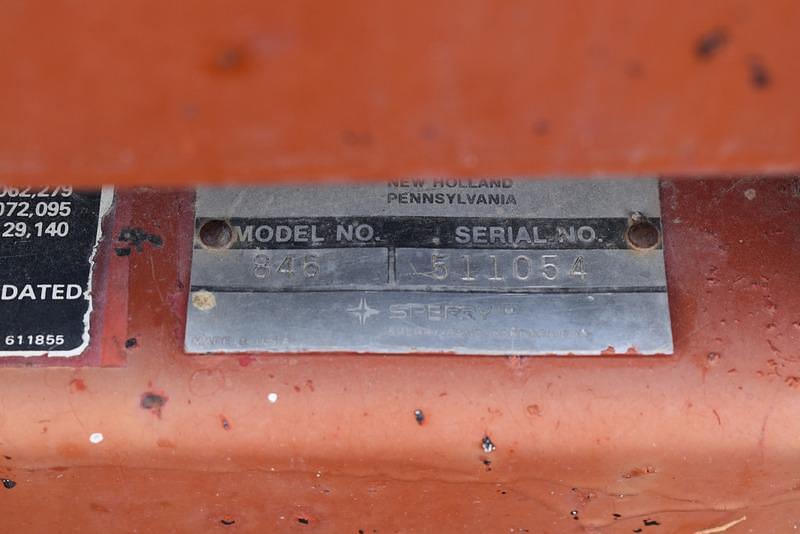 062,279
072,095
29,140
DATED
611855
NEW HOLLAND
PENNSYLVANIA
MODEL NO. SERIAL NO.
846 511054
SPERRY